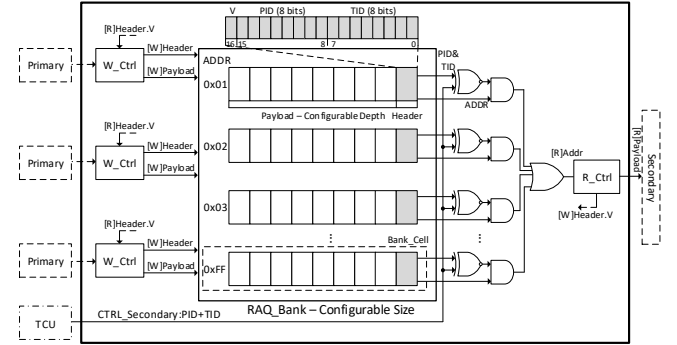 V PID (8 bits) TID (8 bits)
16 15 8 7 0
[R]Header.V
[W]Header
Primary
W_Ctrl
[W]Payload
ADDR
0x01
PID&
TID
ADDR
Payload – Configurable Depth Header
[R]Header.V
[W]Header
Primary
W_Ctrl
[W]Payload
0x02
[R]Addr
R_Ctrl
[R]Payload
Secondary
[W]Header.V
0x03
...
...
Bank_Cell
[R]Header.V
[W]Header
Primary
W_Ctrl
[W]Payload
0xFF
RAQ_Bank – Configurable Size
CTRL_Secondary:PID+TID
TCU